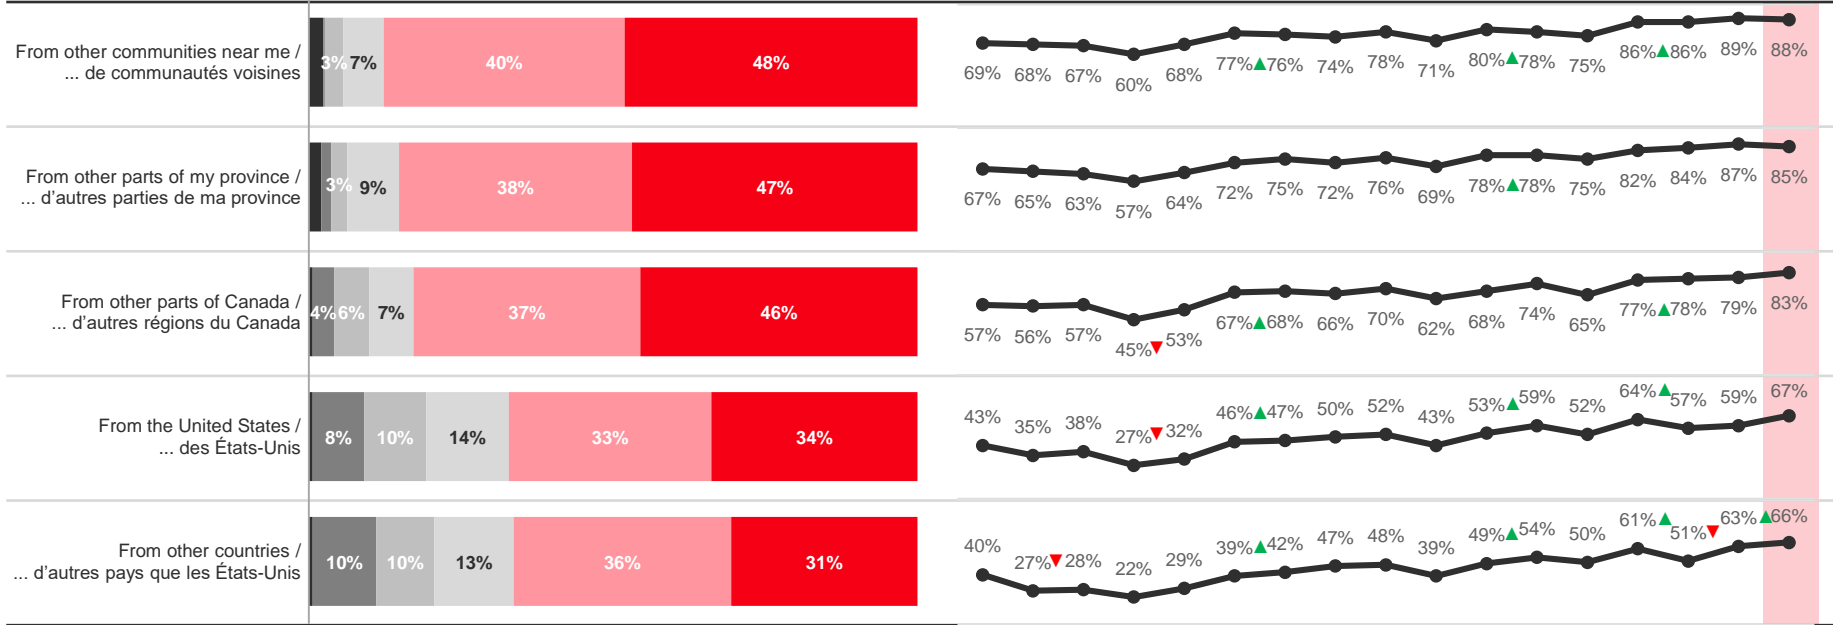 From other communities near me /
... de communautés voisines
3% 7% 40% 48%
69% 68% 67% 60% 68% 77% 76% 74% 78% 71% 80% 78% 75% 86% 86% 89% 88%
From other parts of my province /
... d'autres parties de ma province
3% 9% 38% 47%
67% 65% 63% 57% 64% 72% 75% 72% 76% 69% 78% 78% 75% 82% 84% 87% 85%
From other parts of Canada /
... d'autres régions du Canada
4% 6% 7% 37% 46%
57% 56% 57% 45% 53% 67% 68% 66% 70% 62% 68% 74% 65% 77% 78% 79% 83%
From the United States /
... des États-Unis
8% 10% 14% 33% 34%
43% 35% 38% 27% 32% 46% 47% 50% 52% 43% 53% 59% 52% 64% 57% 59% 67%
From other countries /
... d'autres pays que les États-Unis
10% 10% 13% 36% 31%
40% 27% 28% 22% 29% 39% 42% 47% 48% 39% 49% 54% 50% 61% 51% 63% 66%